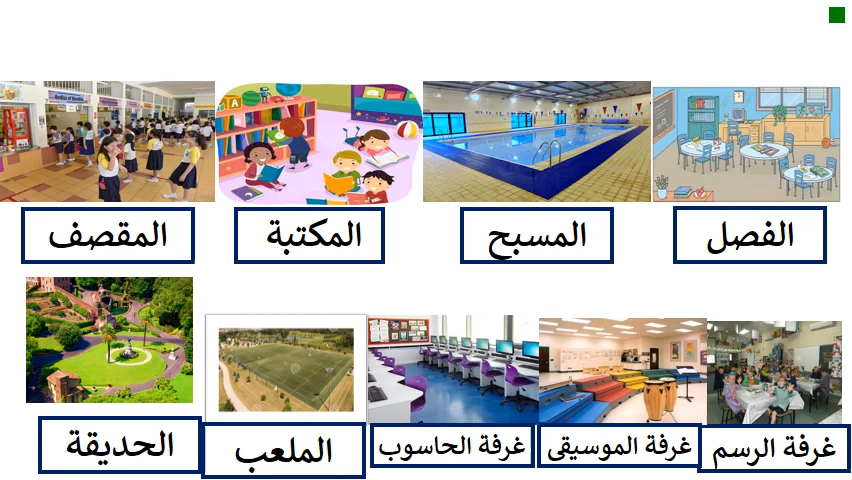 الفصل
المسبح
المكتبة
المقصف
غرفة الرسم
غرفة الموسيقى
غرفة الحاسوب
الملعب
الحديقة